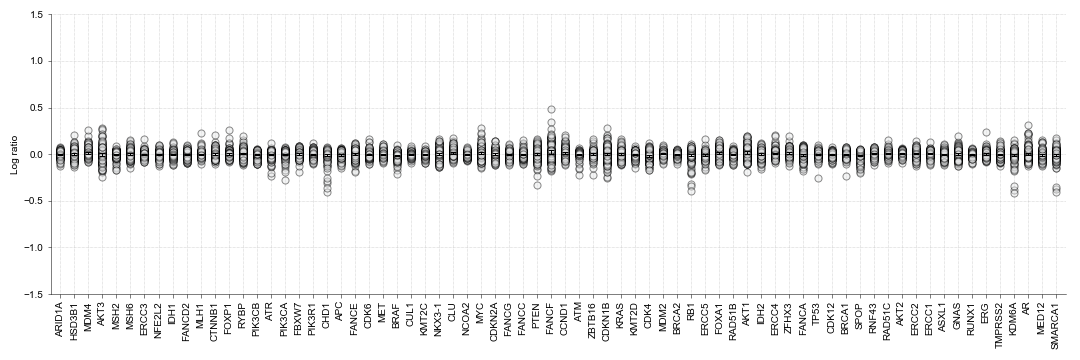 1.5
1.0
0.5
0.0
−0.5
−1.0
−1.5
Log ratio
ARID1A
HSD3B1
MDM4
AKT3
MSH2
MSH6
ERCC3
NFE2L2
IDH1
FANCD2
MLH1
CTNNB1
FOXP1
RYBP
PIK3CB
ATR
PIK3CA
FBXW7
PIK3R1
CHD1
APC
FANCE
CDK6
MET
BRAF
CUL1
KMT2C
NKX3-1
CLU
NCOA2
MYC
CDKN2A
FANCG
FANCC
PTEN
FANCF
CCND1
ATM
ZBTB16
CDKN1B
KRAS
KMT2D
CDK4
MDM2
BRCA2
RB1
ERCC5
FOXA1
RAD51B
AKT1
IDH2
ERCC4
ZFHX3
FANCA
TP53
CDK12
BRCA1
SPOP
RNF43
RAD51C
AKT2
ERCC2
ERCC1
ASXL1
GNAS
RUNX1
ERG
TMPRSS2
KDM6A
AR
MED12
SMARCA1